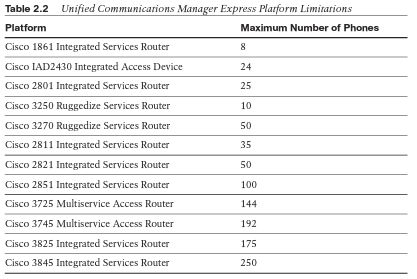 Table 2.2 Unified Communications Manager Express Platform Limitations
Platform Maximum Number of Phones
Cisco 1861 Integrated Services Router 8
Cisco IAD2430 Integrated Access Device 24
Cisco 2801 Integrated Services Router 25
Cisco 3250 Ruggedize Services Router 10
Cisco 3270 Ruggedize Services Router 50
Cisco 2811 Integrated Services Router 35
Cisco 2821 Integrated Services Router 50
Cisco 2851 Integrated Services Router 100
Cisco 3725 Multiservice Access Router 144
Cisco 3745 Multiservice Access Router 192
Cisco 3825 Integrated Services Router 175
Cisco 3845 Integrated Services Router 250